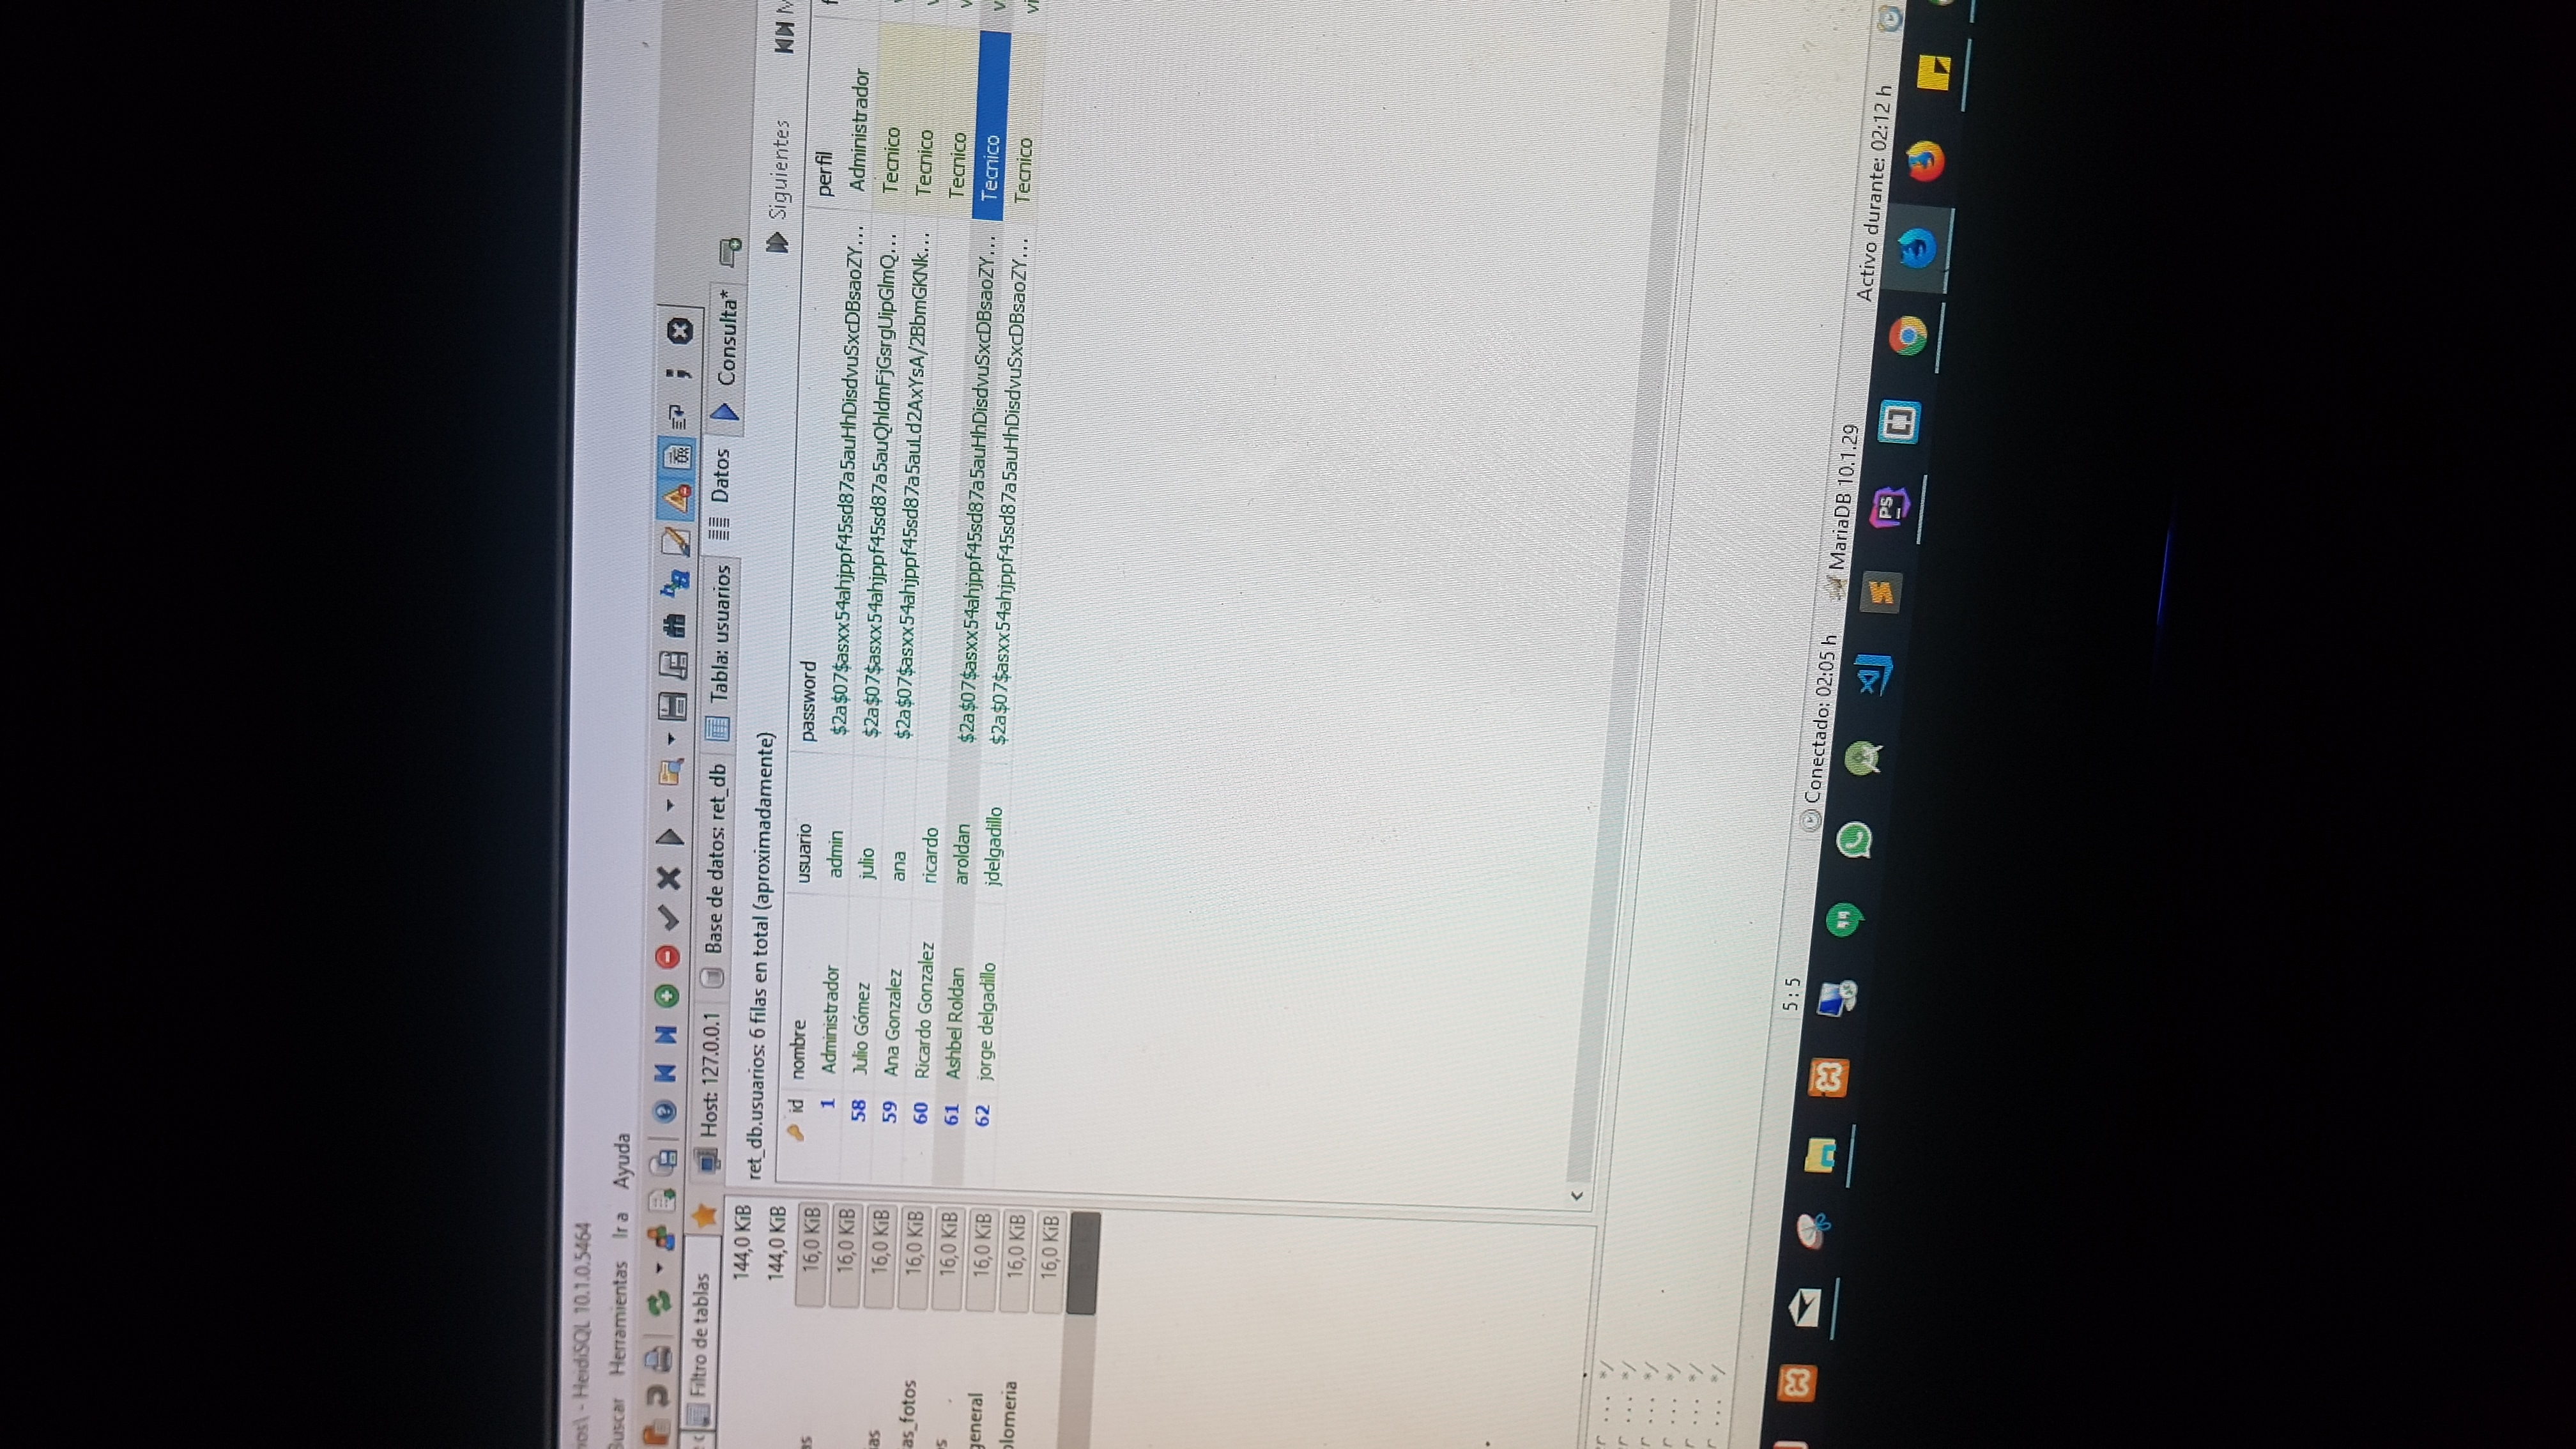 ios\ - HeidiSQL 10.1.0.5464
Buscar Herramientas Ir a Ayuda
Filtro de tablas
Host: 127.0.0.1 Base de datos: ret_db Tabla: usuarios Datos Consulta*
144,0 KiB
144,0 KiB
as 16,0 KiB
16,0 KiB
ias 16,0 KiB
as_fotos 16,0 KiB
s 16,0 KiB
general 16,0 KiB
plomeria 16,0 KiB
16,0 KiB
ret_db.usuarios: 6 filas en total (aproximadamente) Siguientes
id nombre usuario password perfil
1 Administrador admin $2a$07$asxx54ahjppf45sd87a5auHhDisdvuSxcDBsaoZY... Administrador
58 Julio Gómez julio $2a$07$asxx54ahjppf45sd87a5auQhldmFjGsrgUipGlmQ... Tecnico
59 Ana Gonzalez ana $2a$07$asxx54ahjppf45sd87a5auLd2AxYsA/2BbmGKNk... Tecnico
60 Ricardo Gonzalez ricardo Tecnico
61 Ashbel Roldan aroldan $2a$07$asxx54ahjppf45sd87a5auHhDisdvuSxcDBsaoZY... Tecnico
62 jorge delgadillo jdelgadillo $2a$07$asxx54ahjppf45sd87a5auHhDisdvuSxcDBsaoZY... Tecnico
r ... */
r ... */
r ... */
r ... */
r ... */
r ... */
5 : 5 Conectado: 02:05 h MariaDB 10.1.29 Activo durante: 02:12 h
PS